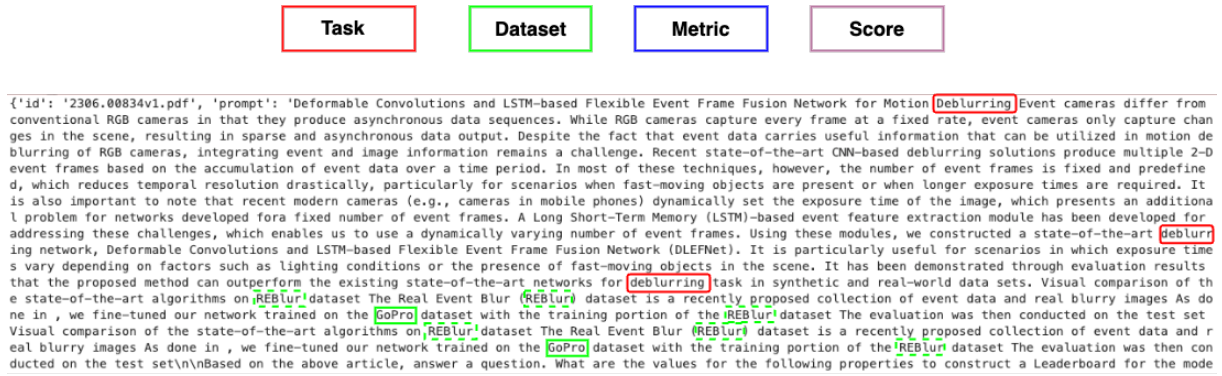 Task Dataset Metric Score
{'id': '2306.00834v1.pdf', 'prompt': 'Deformable Convolutions and LSTM-based Flexible Event Frame Fusion Network for Motion Deblurring Event cameras differ from
conventional RGB cameras in that they produce asynchronous data sequences. While RGB cameras capture every frame at a fixed rate, event cameras only capture chan
ges in the scene, resulting in sparse and asynchronous data output. Despite the fact that event data carries useful information that can be utilized in motion de
blurring of RGB cameras, integrating event and image information remains a challenge. Recent state-of-the-art CNN-based deblurring solutions produce multiple 2-D
event frames based on the accumulation of event data over a time period. In most of these techniques, however, the number of event frames is fixed and predefine
d, which reduces temporal resolution drastically, particularly for scenarios when fast-moving objects are present or when longer exposure times are required. It
is also important to note that recent modern cameras (e.g., cameras in mobile phones) dynamically set the exposure time of the image, which presents an additiona
l problem for networks developed fora fixed number of event frames. A Long Short-Term Memory (LSTM)-based event feature extraction module has been developed for
addressing these challenges, which enables us to use a dynamically varying number of event frames. Using these modules, we constructed a state-of-the-art deblurr
ing network, Deformable Convolutions and LSTM-based Flexible Event Frame Fusion Network (DLEFNet). It is particularly useful for scenarios in which exposure time
s vary depending on factors such as lighting conditions or the presence of fast-moving objects in the scene. It has been demonstrated through evaluation results
that the proposed method can outperform the existing state-of-the-art networks for deblurring task in synthetic and real-world data sets. Visual comparison of th
e state-of-the-art algorithms on REBlur dataset The Real Event Blur (REBlur) dataset is a recently proposed collection of event data and real blurry images As do
ne in , we fine-tuned our network trained on the GoPro dataset with the training portion of the REBlur dataset The evaluation was then conducted on the test set
Visual comparison of the state-of-the-art algorithms on REBlur dataset The Real Event Blur (REBlur) dataset is a recently proposed collection of event data and r
eal blurry images As done in , we fine-tuned our network trained on the GoPro dataset with the training portion of the REBlur dataset The evaluation was then con
ducted on the test set\n\nBased on the above article, answer a question. What are the values for the following properties to construct a Leaderboard for the mode